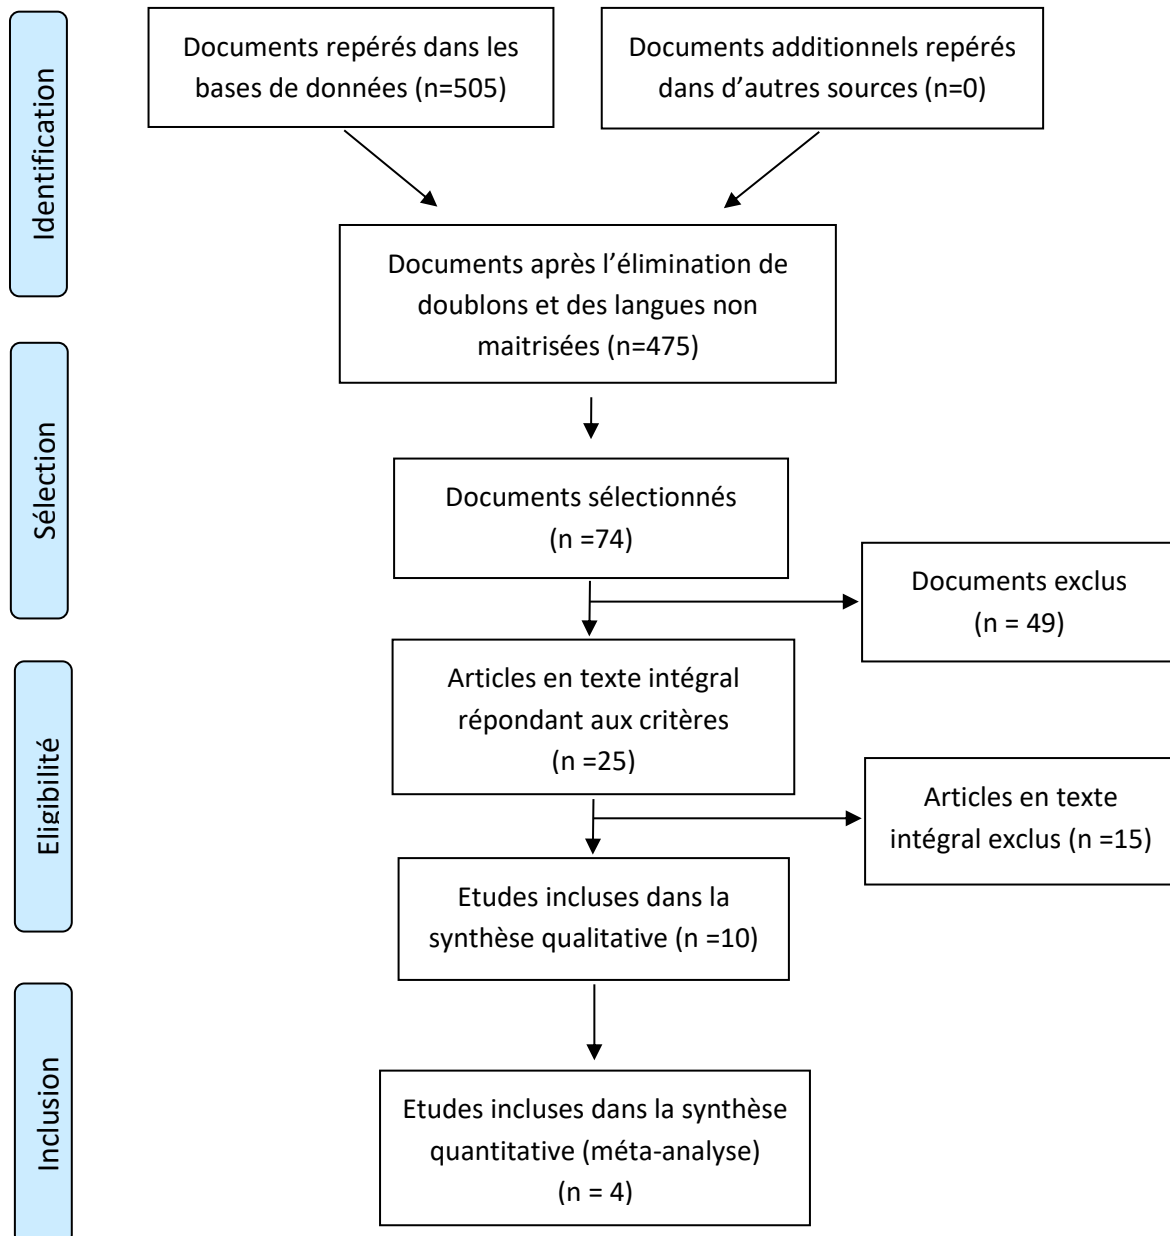 Identification
Documents repérés dans les
bases de données (n=505)
Documents additionnels repérés
dans d'autres sources (n=0)
Documents après l'élimination de
doublons et des langues non
maitrisées (n=475)
Sélection
Documents sélectionnés
(n =74)
Documents exclus
(n = 49)
Eligibilité
Articles en texte intégral
répondant aux critères
(n =25)
Articles en texte
intégral exclus (n =15)
Etudes incluses dans la
synthèse qualitative (n =10)
Inclusion
Etudes incluses dans la synthèse
quantitative (méta-analyse)
(n = 4)